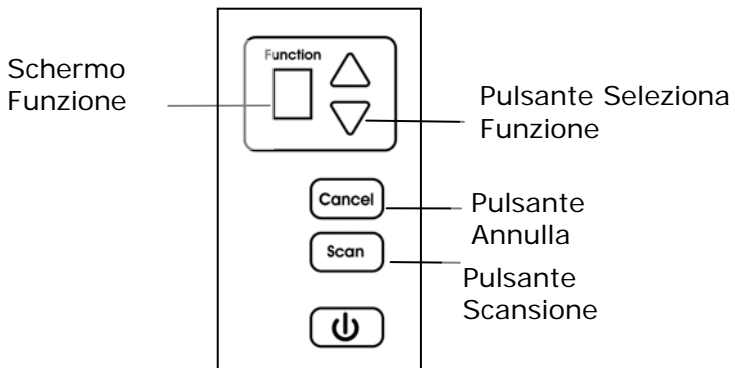 Function
Schermo
Funzione
Pulsante Seleziona
Funzione
Cancel
Pulsante
Annulla
Scan
Pulsante
Scansione